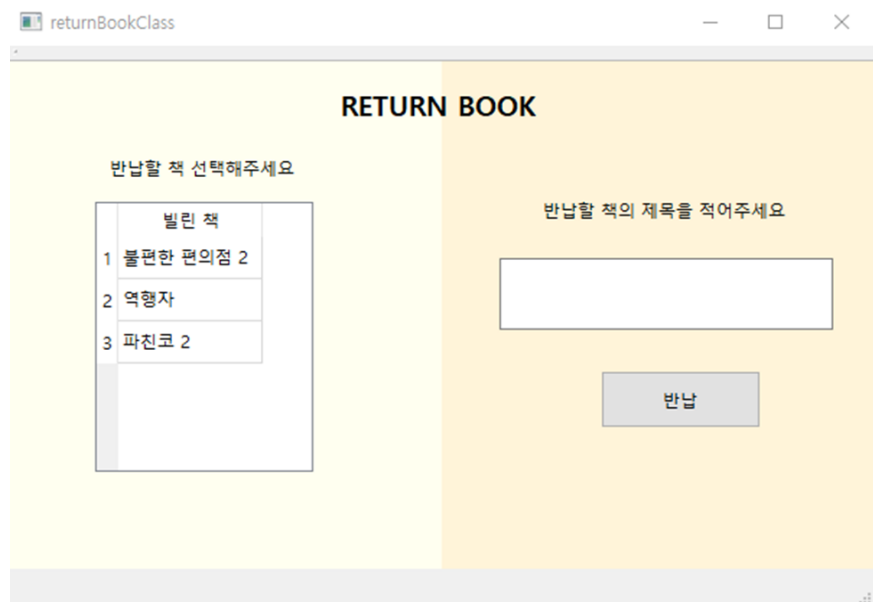 returnBookClass
RETURN BOOK
반납할 책 선택해주세요
빌린 책
1 불편한 편의점 2
2 역행자
3 파친코 2
반납할 책의 제목을 적어주세요
반납